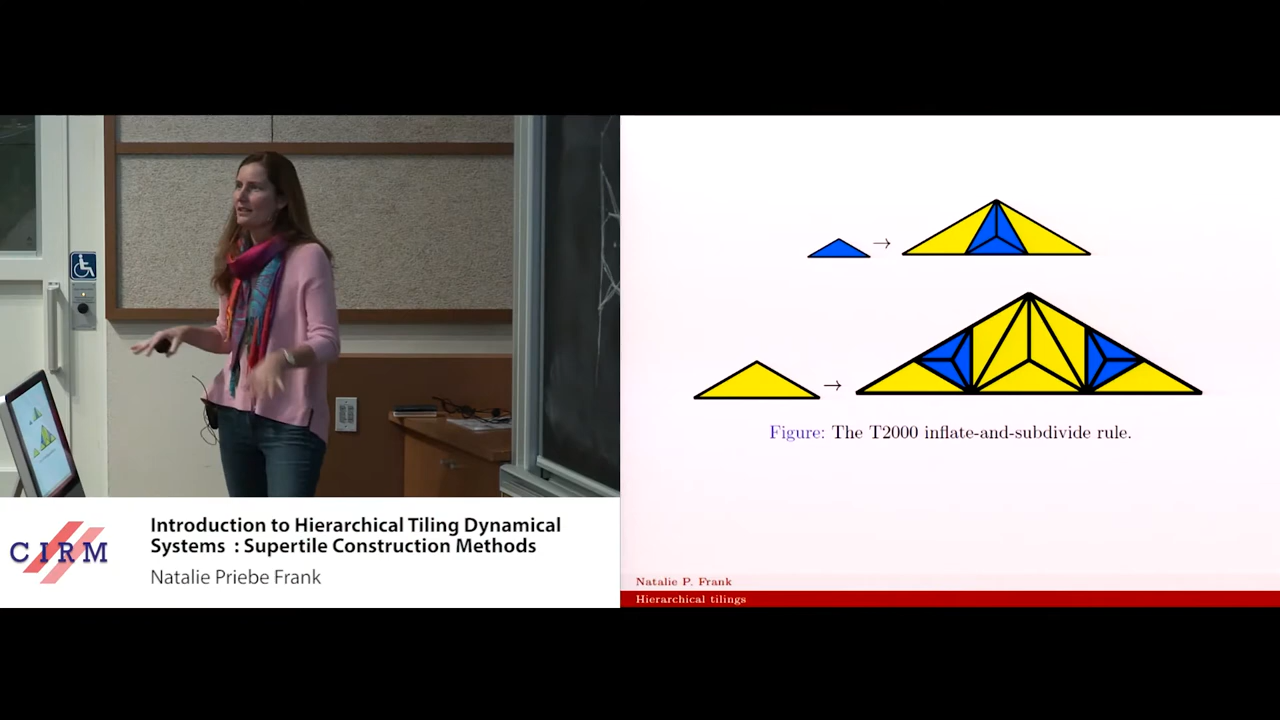 →
→
Figure: The T2000 inflate-and-subdivide rule.
CIRM
Introduction to Hierarchical Tiling Dynamical
Systems : Supertile Construction Methods
Natalie Priebe Frank
Natalie P. Frank
Hierarchical tilings